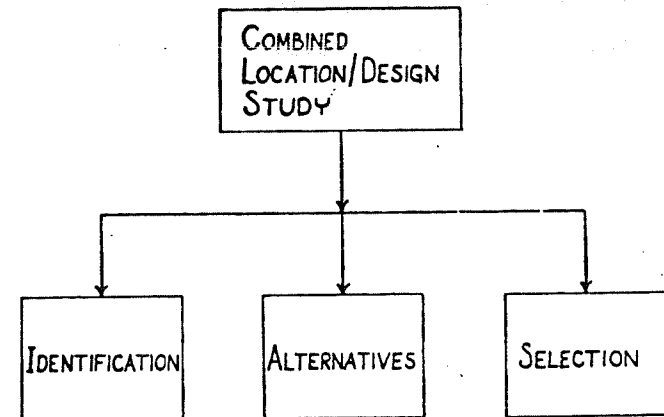 COMBINED
LOCATION/DESIGN
STUDY
IDENTIFICATION
ALTERNATIVES
SELECTION